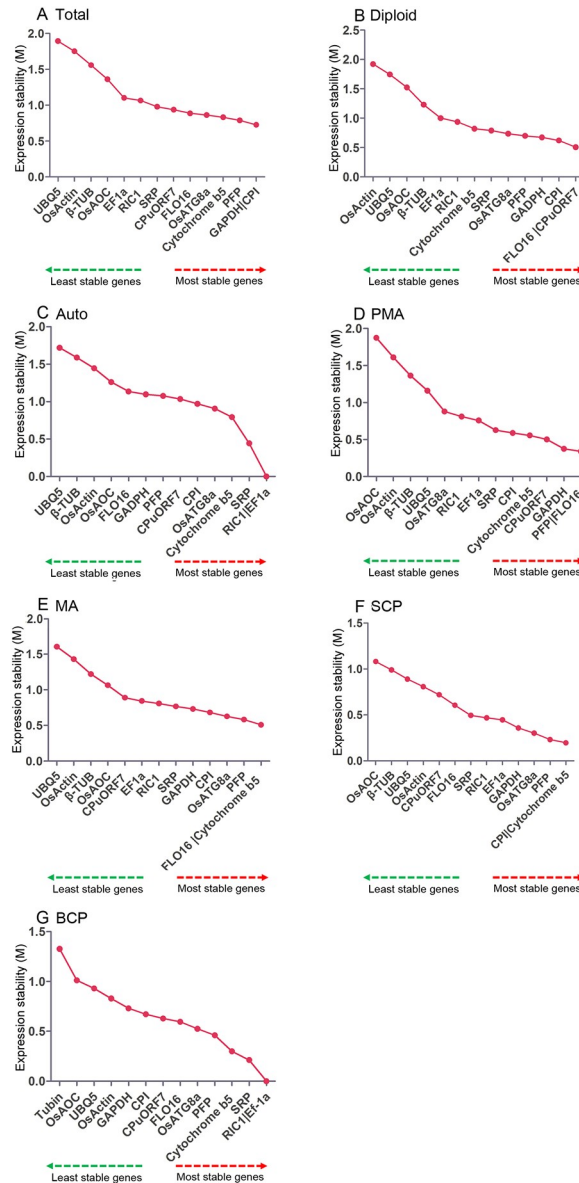 A Total
Expression stability (M)
2.0
1.5
1.0
0.5
0.0
UBQ5
OsActin
β-TUB
OsAOC
EF1a
RIC1
SRP
CPuORF7
FLO16
OsATG8a
Cytochrome b5
PFP
GAPDH|CPI
Least stable genes
Most stable genes
B Diploid
Expression stability (M)
2.5
2.0
1.5
1.0
0.5
0.0
OsActin
UBQ5
OsAOC
β-TUB
EF1a
RIC1
Cytochrome b5
SRP
OsATG8a
PFP
GADPH
CPI
FLO16 |CPuORF7
Least stable genes
Most stable genes
C Auto
Expression stability (M)
2.0
1.5
1.0
0.5
0.0
UBQ5
β-TUB
OsActin
OsAOC
FLO16
GADPH
PFP
CPuORF7
CPI
OsATG8a
Cytochrome b5
SRP
RIC1|EF1a
Least stable genes
Most stable genes
D PMA
Expression stability (M)
2.0
1.5
1.0
0.5
0.0
OsAOC
OsActin
β-TUB
UBQ5
OsATG8a
RIC1
EF1a
SRP
CPI
Cytochrome b5
CPuORF7
GAPDH
PFP|FLO16
Least stable genes
Most stable genes
E MA
Expression stability (M)
2.0
1.5
1.0
0.5
0.0
UBQ5
OsActin
β-TUB
OsAOC
CPuORF7
EF1a
RIC1
SRP
GAPDH
CPI
OsATG8a
PFP
FLO16 |Cytochrome b5
Least stable genes
Most stable genes
F SCP
Expression stability (M)
1.5
1.0
0.5
0.0
OsAOC
β-TUB
UBQ5
OsActin
CPuORF7
FLO16
SRP
RIC1
EF1a
GAPDH
OsATG8a
PFP
CPI|Cytochrome b5
Least stable genes
Most stable genes
G BCP
Expression stability (M)
1.5
1.0
0.5
0.0
Tubin
OsAOC
UBQ5
OsActin
GAPDH
CPI
CPuORF7
FLO16
OsATG8a
PFP
Cytochrome b5
SRP
RIC1|Ef-1a
Least stable genes
Most stable genes